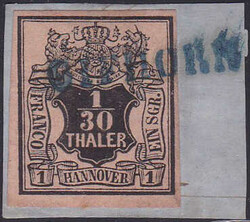 FRANCO
1
30
THALER
EIN SGR.
1
HANNOVER
1